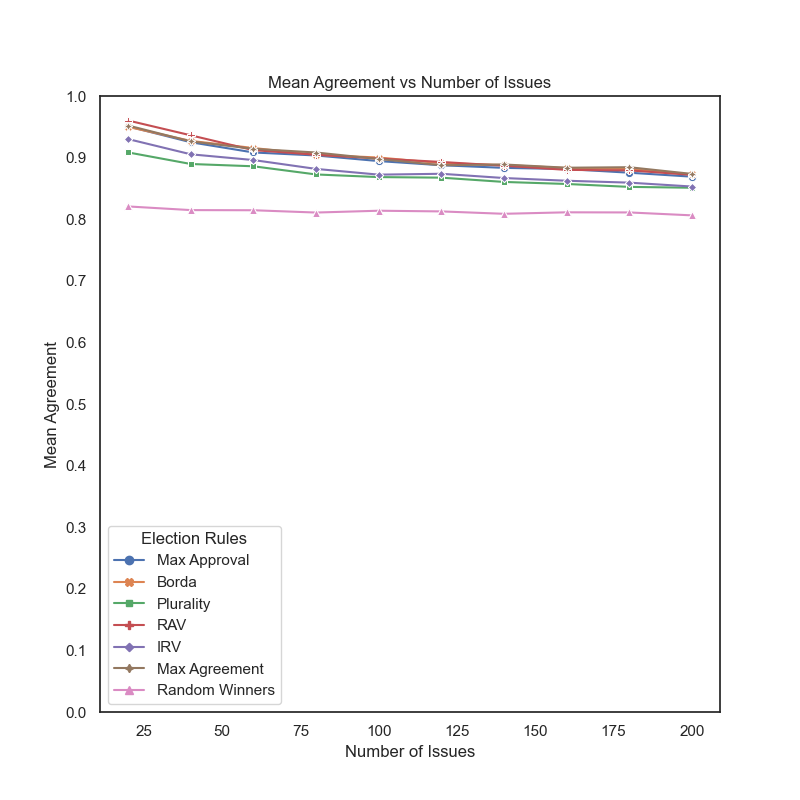 Mean Agreement vs Number of Issues
1.0
0.9
0.8
0.7
0.6
0.5
0.4
0.3
0.2
0.1
0.0
Mean Agreement
Election Rules
Max Approval
Borda
Plurality
RAV
IRV
Max Agreement
Random Winners
25 50 75 100 125 150 175 200
Number of Issues